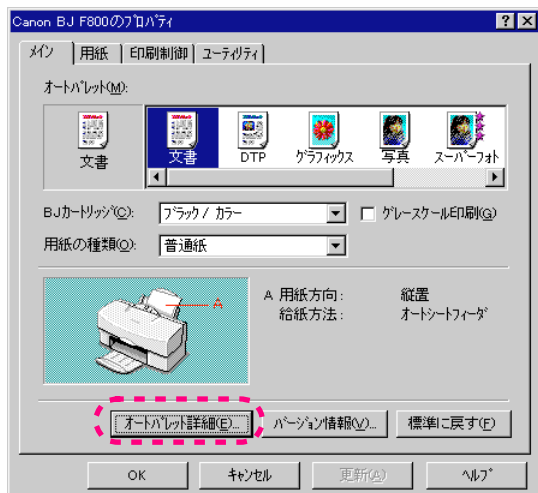 Canon BJ F800のﾌﾟﾛﾊﾟﾃｨ
ﾒｲﾝ 用紙 印刷制御 ﾕｰﾃｨﾘﾃｨ
ｵｰﾄﾊﾟﾚｯﾄ(M):
文書 文書 DTP ｸﾞﾗﾌｨｯｸｽ 写真 ｽｰﾊﾟｰﾌｫﾄ
BJｶｰﾄﾘｯｼﾞ(C): ﾌﾞﾗｯｸ / ｶﾗｰ ｸﾞﾚｰｽｹｰﾙ印刷(G)
用紙の種類(O): 普通紙
A A 用紙方向: 縦置
給紙方法: ｵｰﾄｼｰﾄﾌｨｰﾀﾞ
ｵｰﾄﾊﾟﾚｯﾄ詳細(E)... ﾊﾞｰｼﾞｮﾝ情報(V)... 標準に戻す(F)
OK ｷｬﾝｾﾙ 更新(A) ﾍﾙﾌﾟ